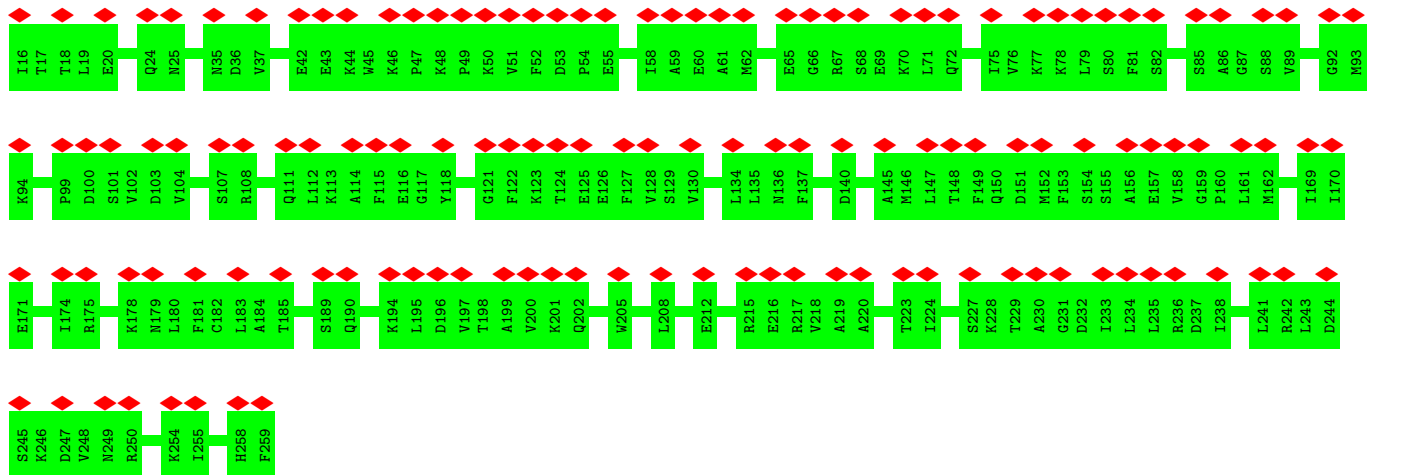 I16 T17 T18 L19 E20 Q24 N25 N35 D36 V37 E42 E43 K44 W45 K46 P47 K48 P49 K50 V51 F52 D53 P54 E55 I58 A59 E60 A61 M62 E65 G66 R67 S68 E69 K70 L71 Q72 I75 V76 K77 K78 L79 S80 F81 S82 S85 A86 G87 S88 V89 G92 M93
K94 P99 D100 S101 V102 D103 V104 S107 R108 Q111 L112 K113 A114 F115 E116 G117 Y118 G121 F122 K123 T124 E125 E126 F127 V128 S129 V130 L134 L135 N136 F137 D140 A145 M146 L147 T148 F149 Q150 D151 M152 F153 S154 S155 A156 E157 V158 G159 P160 L161 M162 I169 I170
E171 I174 R175 K178 N179 L180 F181 C182 L183 A184 T185 S189 Q190 K194 L195 D196 V197 T198 A199 V200 K201 Q202 W205 L208 E212 R215 E216 R217 V218 A219 A220 T223 I224 S227 K228 T229 A230 G231 D232 I233 L234 L235 R236 D237 I238 L241 R242 L243 D244
S245 K246 D247 V248 N249 R250 K254 I255 H258 F259